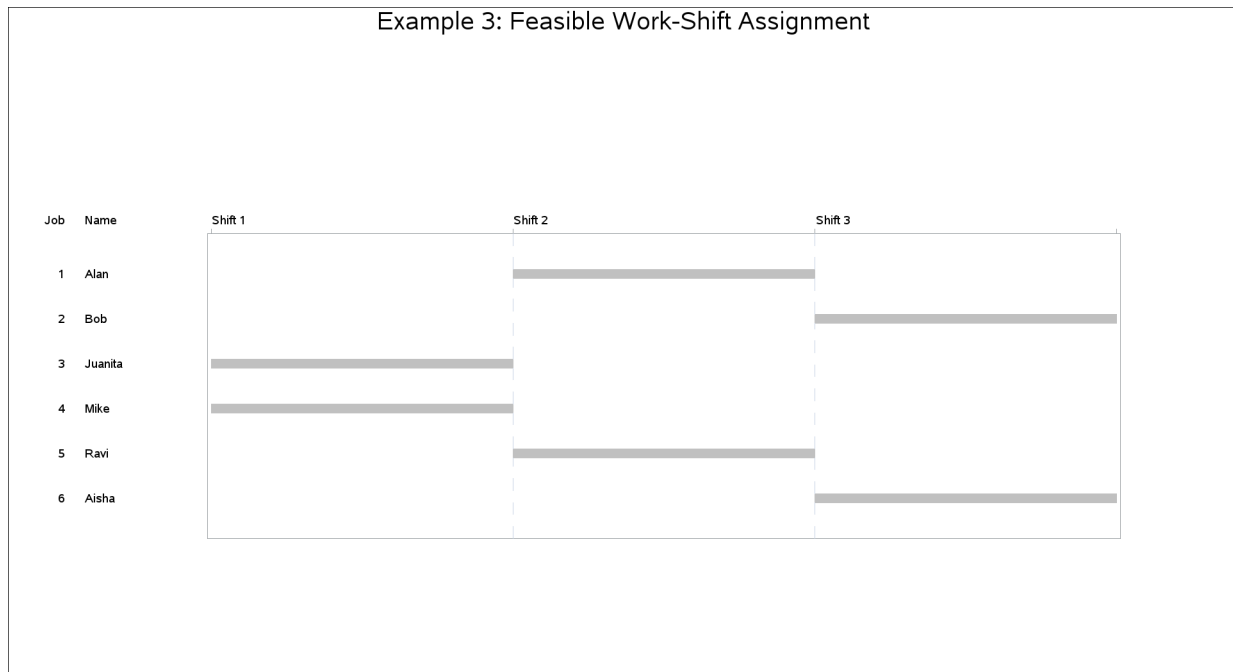 Example 3: Feasible Work-Shift Assignment
Job Name Shift 1 Shift 2 Shift 3
1 Alan
2 Bob
3 Juanita
4 Mike
5 Ravi
6 Aisha